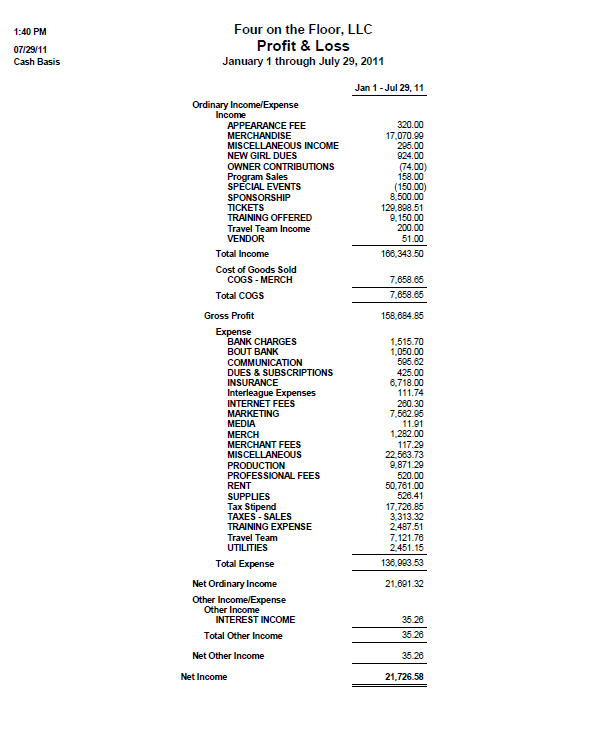 1:40 PM
07/29/11
Cash Basis
Four on the Floor, LLC
Profit & Loss
January 1 through July 29, 2011
Jan 1 - Jul 29, 11
Ordinary Income/Expense
Income
APPEARANCE FEE 320.00
MERCHANDISE 17,070.99
MISCELLANEOUS INCOME 295.00
NEW GIRL DUES 924.00
OWNER CONTRIBUTIONS (74.00)
Program Sales 158.00
SPECIAL EVENTS (150.00)
SPONSORSHIP 8,500.00
TICKETS 129,898.51
TRAINING OFFERED 9,150.00
Travel Team Income 200.00
VENDOR 51.00
Total Income 166,343.50
Cost of Goods Sold
COGS - MERCH 7,658.65
Total COGS 7,658.65
Gross Profit 158,684.85
Expense
BANK CHARGES 1,515.70
BOUT BANK 1,050.00
COMMUNICATION 595.62
DUES & SUBSCRIPTIONS 425.00
INSURANCE 6,718.00
Interleague Expenses 111.74
INTERNET FEES 260.30
MARKETING 7,562.95
MEDIA 11.91
MERCH 1,282.00
MERCHANT FEES 117.29
MISCELLANEOUS 22,563.73
PRODUCTION 9,871.29
PROFESSIONAL FEES 520.00
RENT 50,761.00
SUPPLIES 526.41
Tax Stipend 17,726.85
TAXES - SALES 3,313.32
TRAINING EXPENSE 2,487.51
Travel Team 7,121.76
UTILITIES 2,451.15
Total Expense 136,993.53
Net Ordinary Income 21,691.32
Other Income/Expense
Other Income
INTEREST INCOME 35.26
Total Other Income 35.26
Net Other Income 35.26
Net Income 21,726.58